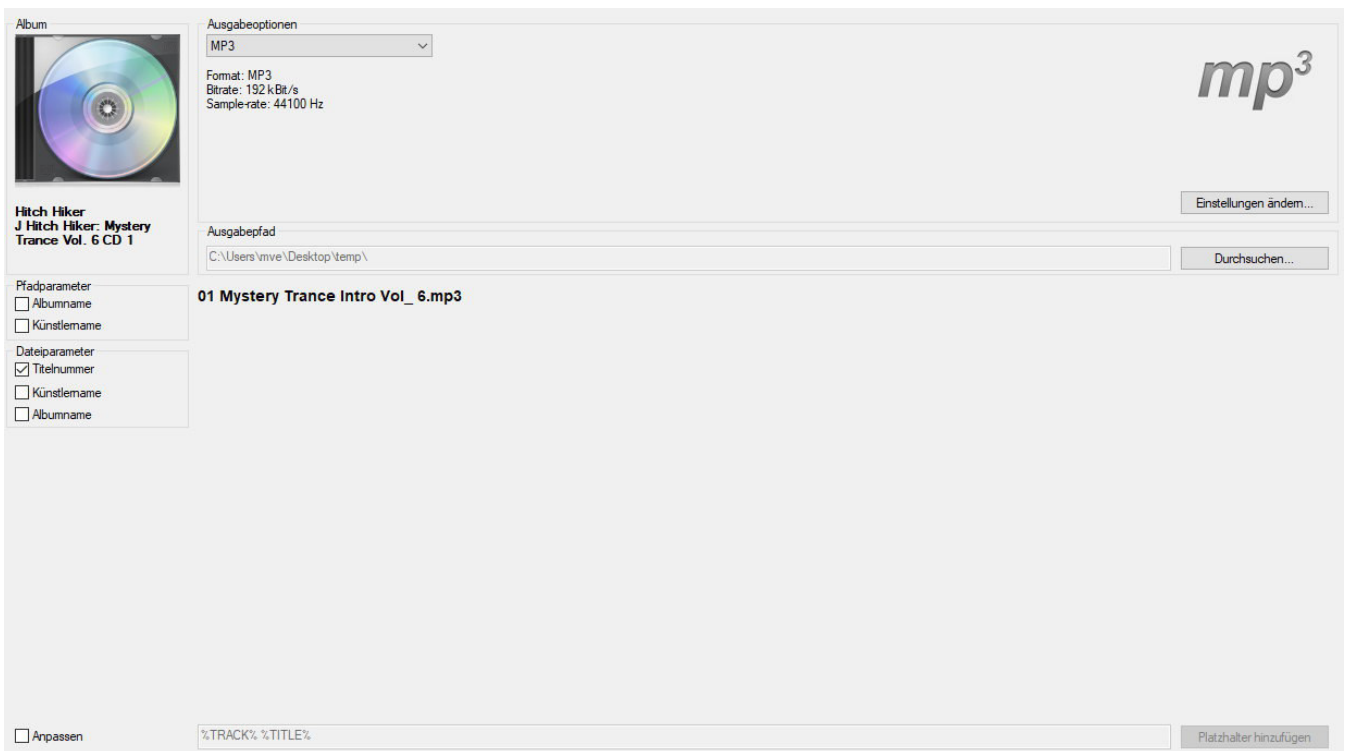 Album
Hitch Hiker
J Hitch Hiker: Mystery
Trance Vol. 6 CD 1
Ausgabeoptionen
MP3
Format: MP3
Bitrate: 192 kBit/s
Sample-rate: 44100 Hz
mp3
Einstellungen ändern...
Ausgabepfad
C:\Users\mve\Desktop\temp\
Durchsuchen...
Pfadparameter
Albumname
Künstlername
Dateiparameter
Titelnummer
Künstlername
Albumname
01 Mystery Trance Intro Vol_ 6.mp3
Anpassen
%TRACK% %TITLE%
Platzhalter hinzufügen